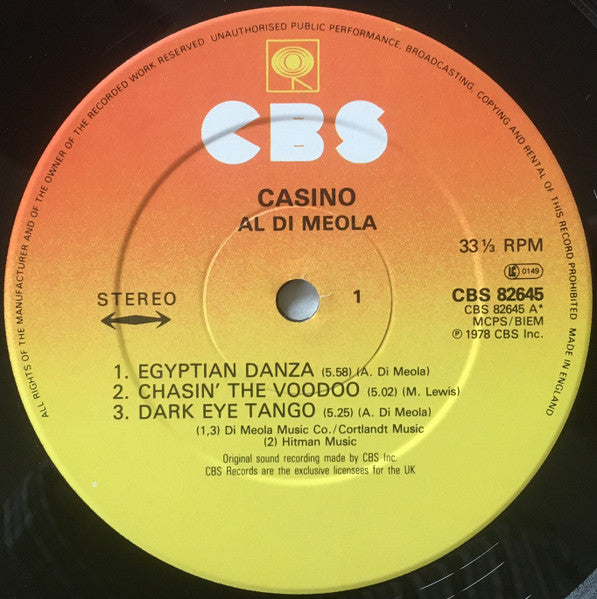 ALL RIGHTS OF THE MANUFACTURER AND OF THE OWNER OF THE RECORDED WORK RESERVED. UNAUTHORISED PUBLIC PERFORMANCE, BROADCASTING, COPYING AND RENTAL OF THIS RECORD PROHIBITED. MADE IN ENGLAND
CBS
CASINO
AL DI MEOLA
33⅓ RPM
LC 0149
STEREO
1
CBS 82645
CBS 82645 A*
MCPS/BIEM
℗ 1978 CBS Inc.
1. EGYPTIAN DANZA (5.58) (A. Di Meola)
2. CHASIN' THE VOODOO (5.02) (M. Lewis)
3. DARK EYE TANGO (5.25) (A. Di Meola)
(1,3) Di Meola Music Co./Cortlandt Music
(2) Hitman Music
Original sound recording made by CBS Inc.
CBS Records are the exclusive licensees for the UK